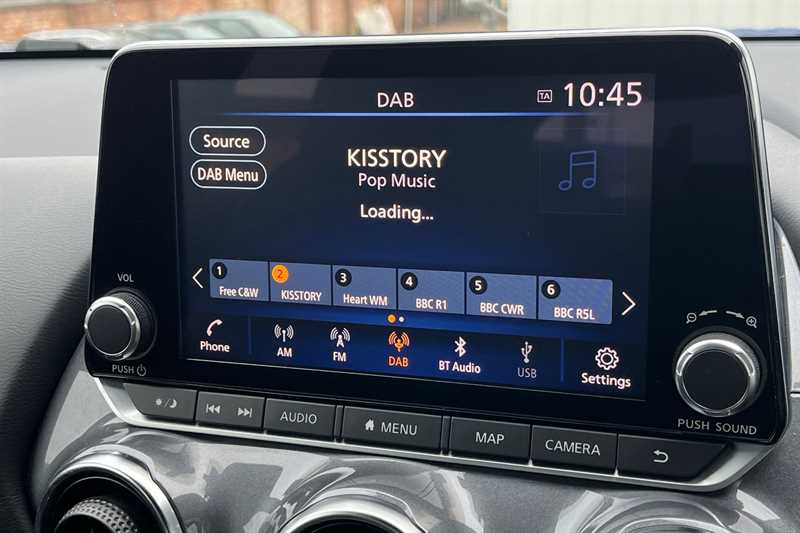 DAB
TA
10:45
Source
DAB Menu
KISSTORY
Pop Music
Loading...
1
Free C&W
2
KISSTORY
3
Heart WM
4
BBC R1
5
BBC CWR
6
BBC R5L
Phone
AM
FM
DAB
BT Audio
USB
Settings
VOL
PUSH
PUSH SOUND
AUDIO
MENU
MAP
CAMERA